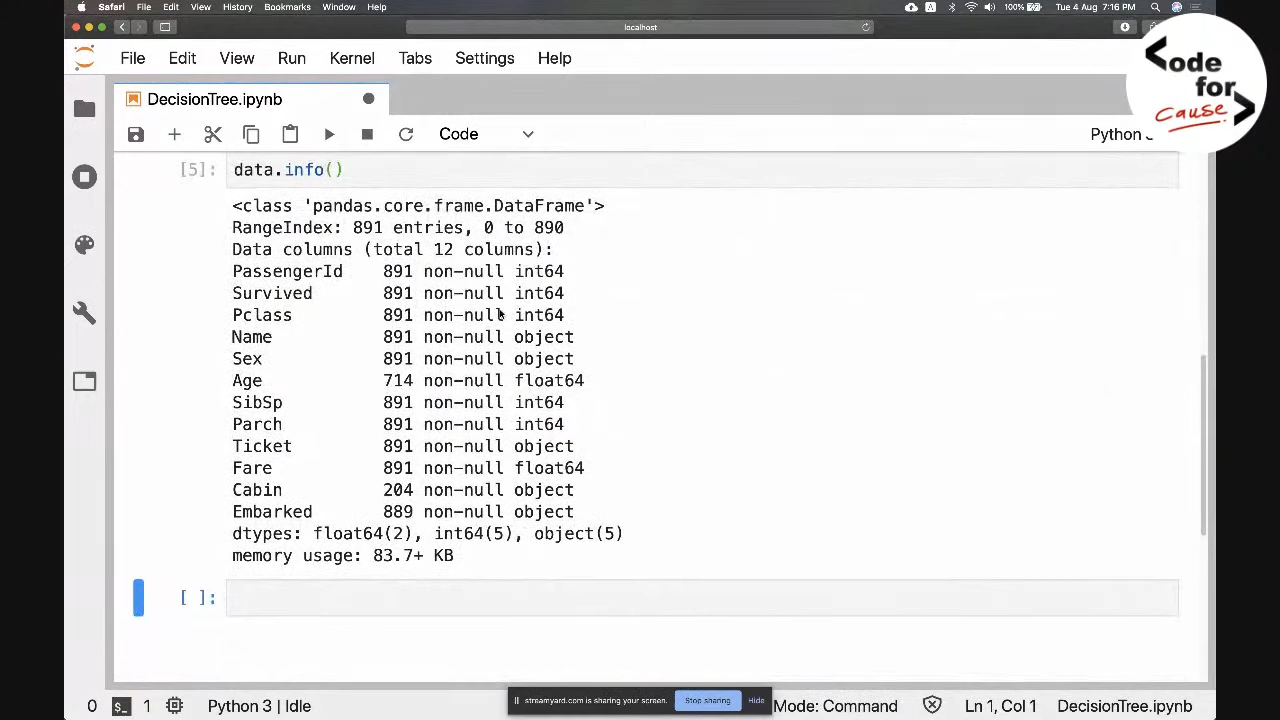 Safari File Edit View History Bookmarks Window Help 100% Tue 4 Aug 7:16 PM
localhost
File Edit View Run Kernel Tabs Settings Help
Code for Cause
DecisionTree.ipynb
Code Python
[5]: data.info()
<class 'pandas.core.frame.DataFrame'>
RangeIndex: 891 entries, 0 to 890
Data columns (total 12 columns):
PassengerId 891 non-null int64
Survived 891 non-null int64
Pclass 891 non-null int64
Name 891 non-null object
Sex 891 non-null object
Age 714 non-null float64
SibSp 891 non-null int64
Parch 891 non-null int64
Ticket 891 non-null object
Fare 891 non-null float64
Cabin 204 non-null object
Embarked 889 non-null object
dtypes: float64(2), int64(5), object(5)
memory usage: 83.7+ KB
[ ]:
streamyard.com is sharing your screen. Stop sharing Hide
0 1 Python 3 | Idle Mode: Command Ln 1, Col 1 DecisionTree.ipynb